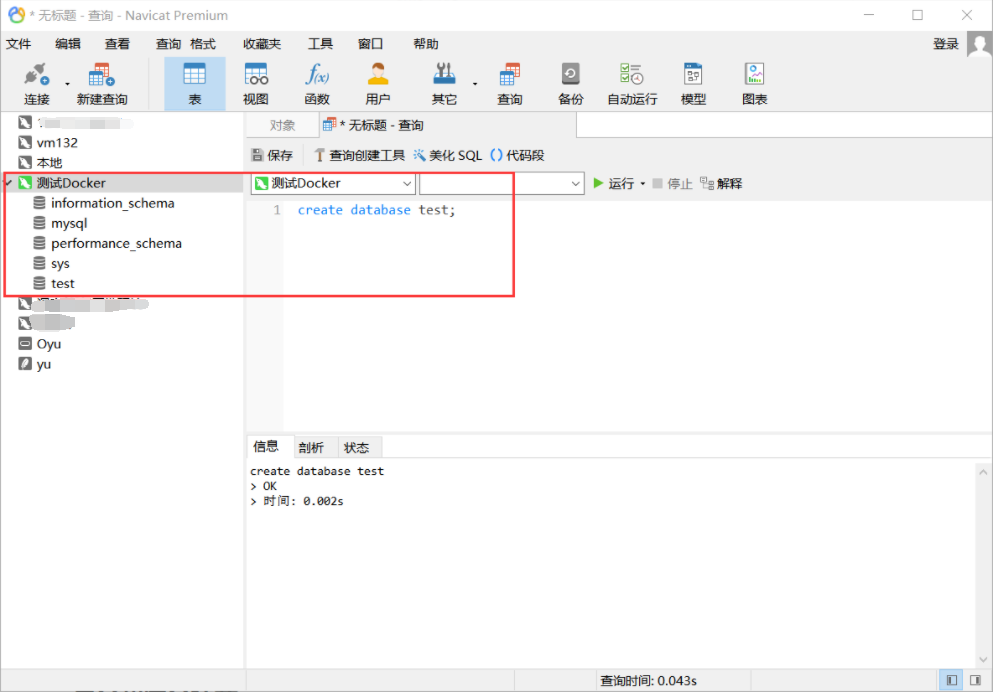 * 无标题 - 查询 - Navicat Premium
文件 编辑 查看 查询 格式 收藏夹 工具 窗口 帮助 登录
连接 新建查询 表 视图 函数 用户 其它 查询 备份 自动运行 模型 图表
f(x)
对象 * 无标题 - 查询
vm132
保存 查询创建工具 美化 SQL () 代码段
本地
测试Docker
测试Docker 运行 停止 解释
information_schema
1 create database test;
mysql
performance_schema
sys
test
Oyu
yu
信息 剖析 状态
create database test
> OK
> 时间: 0.002s
查询时间: 0.043s